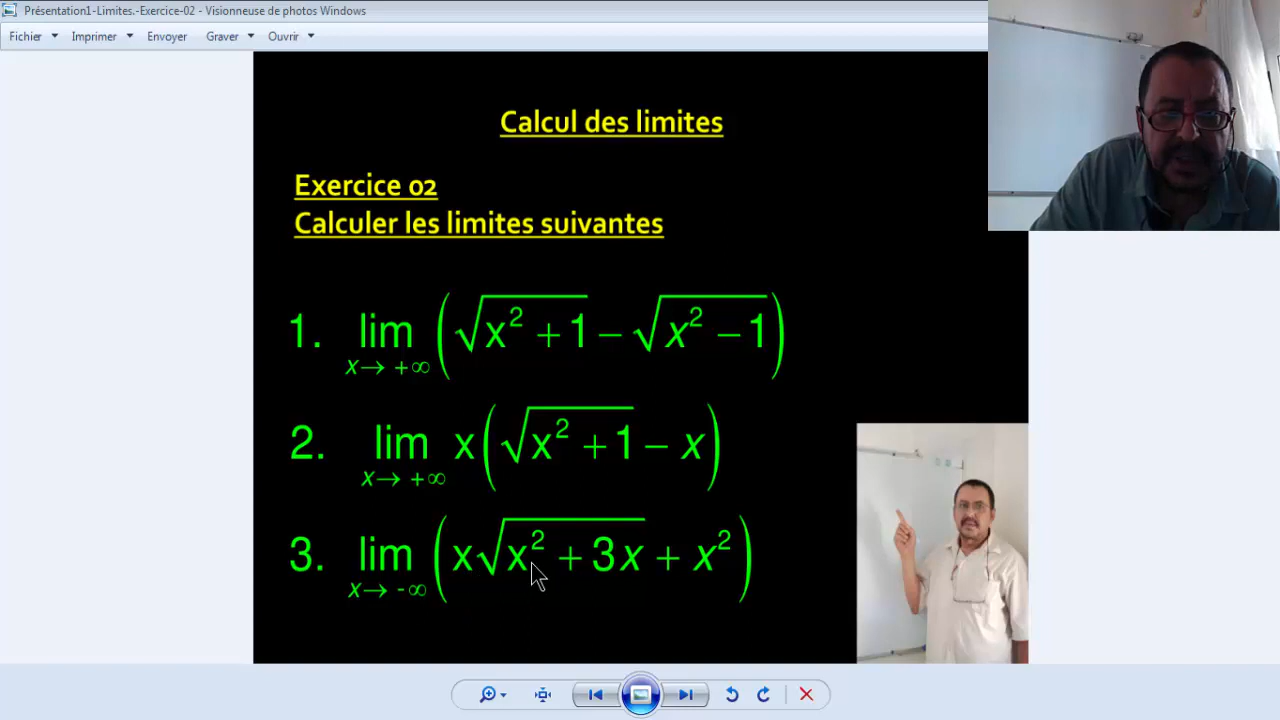 Présentation1-Limites.-Exercice-02 - Visionneuse de photos Windows
Fichier Imprimer Envoyer Graver Ouvrir
Calcul des limites
Exercice 02
Calculer les limites suivantes
1. lim x→ +∞ (√(x² + 1) − √(x² − 1))
2. lim x→ +∞ x(√(x² + 1) − x)
3. lim x→ -∞ (x√(x² + 3x) + x²)